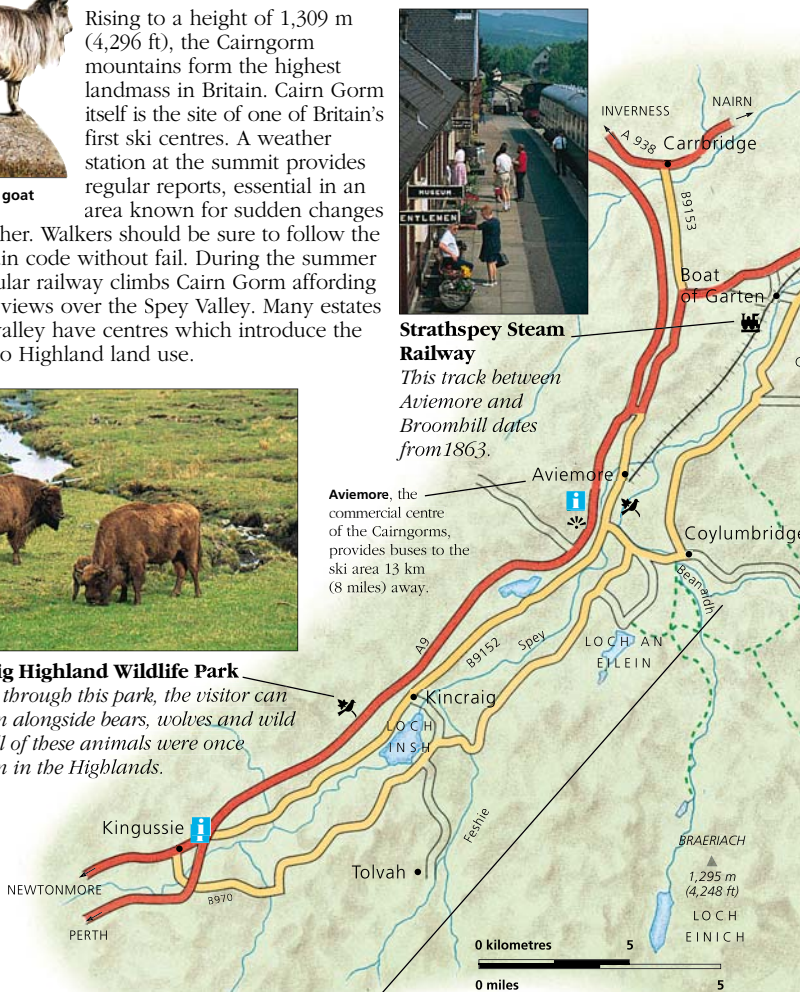 Rising to a height of 1,309 m
(4,296 ft), the Cairngorm
mountains form the highest
landmass in Britain. Cairn Gorm
itself is the site of one of Britain's
first ski centres. A weather
station at the summit provides
regular reports, essential in an
area known for sudden changes
her. Walkers should be sure to follow the
in code without fail. During the summer
ular railway climbs Cairn Gorm affording
views over the Spey Valley. Many estates
valley have centres which introduce the
o Highland land use.
goat
MUSEUM
ENTLEMEN
Strathspey Steam
Railway
This track between
Aviemore and
Broomhill dates
from1863.
Aviemore, the
commercial centre
of the Cairngorms,
provides buses to the
ski area 13 km
(8 miles) away.
ig Highland Wildlife Park
through this park, the visitor can
n alongside bears, wolves and wild
l of these animals were once
n in the Highlands.
INVERNESS
NAIRN
A 938
Carrbridge
B9153
Boat
of Garten
Aviemore
Coylumbridge
Beanaidh
LOCH AN
EILEIN
A9
B9152
Spey
Kincraig
LOCH
INSH
Feshie
Kingussie
Tolvah
NEWTONMORE
B970
PERTH
BRAERIACH
1,295 m
(4,248 ft)
LOCH
EINICH
0 kilometres 5
0 miles 5